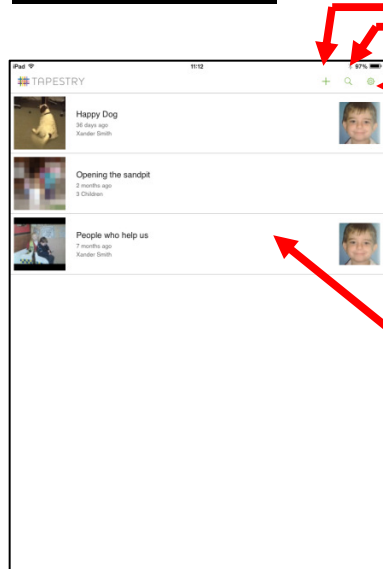 iPad 11:12 97%
TAPESTRY
Happy Dog
36 days ago
Xander Smith
Opening the sandpit
2 months ago
3 Children
People who help us
7 months ago
Xander Smith